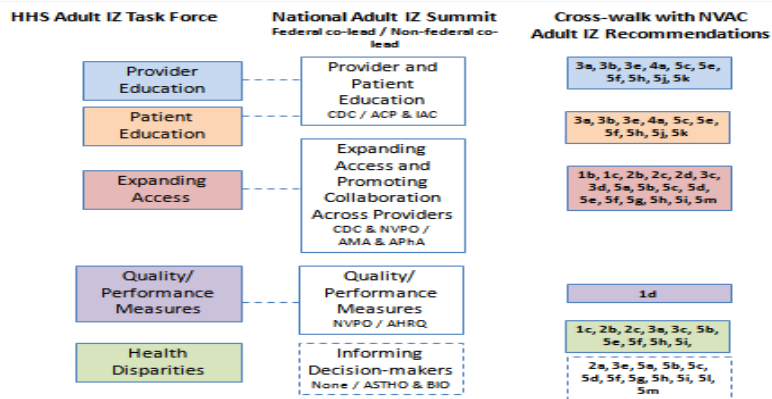 HHS Adult IZ Task Force
National Adult IZ Summit
Federal co-lead / Non-federal co-
lead
Cross-walk with NVAC
Adult IZ Recommendations
Provider
Education
Provider and
Patient
Education
CDC / ACP & IAC
3a, 3b, 3e, 4a, 5c, 5e,
5f, 5h, 5j, 5k
Patient
Education
3a, 3b, 3e, 4a, 5c, 5e,
5f, 5h, 5j, 5k
Expanding
Access
Expanding
Access and
Promoting
Collaboration
Across Providers
CDC & NVPO /
AMA & APhA
1b, 1c, 2b, 2c, 2d, 3c,
3d, 5a, 5b, 5c, 5d,
5e, 5f, 5g, 5h, 5i, 5m
Quality/
Performance
Measures
Quality/
Performance
Measures
NVPO / AHRQ
1d
Health
Disparities
1c, 2b, 2c, 3a, 3c, 5b,
5e, 5f, 5h, 5i,
Informing
Decision-makers
None / ASTHO & BIO
2a, 3e, 5a, 5b, 5c,
5d, 5f, 5g, 5h, 5i, 5l,
5m